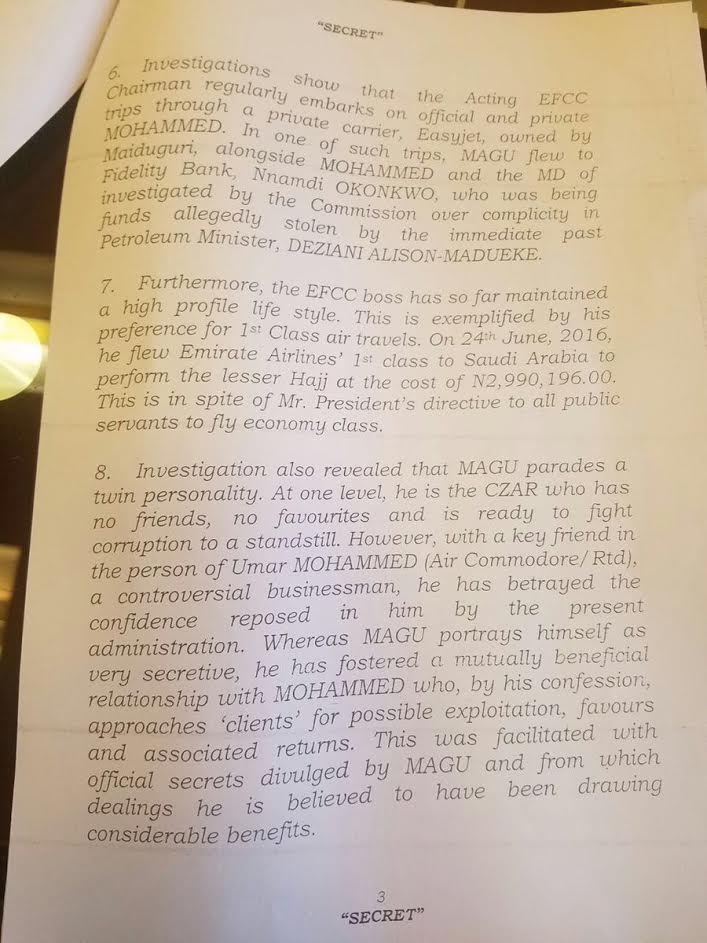 "SECRET"
6. Investigations show that the Acting EFCC
Chairman regularly embarks on official and private
trips through a private carrier, Easyjet, owned by
MOHAMMED. In one of such trips, MAGU flew to
Maiduguri, alongside MOHAMMED and the MD of
Fidelity Bank, Nnamdi OKONKWO, who was being
investigated by the Commission over complicity in
funds allegedly stolen by the immediate past
Petroleum Minister, DEZIANI ALISON-MADUEKE.
7. Furthermore, the EFCC boss has so far maintained
a high profile life style. This is exemplified by his
preference for 1st Class air travels. On 24th June, 2016,
he flew Emirate Airlines' 1st class to Saudi Arabia to
perform the lesser Hajj at the cost of N2,990,196.00.
This is in spite of Mr. President's directive to all public
servants to fly economy class.
8. Investigation also revealed that MAGU parades a
twin personality. At one level, he is the CZAR who has
no friends, no favourites and is ready to fight
corruption to a standstill. However, with a key friend in
the person of Umar MOHAMMED (Air Commodore/Rtd),
a controversial businessman, he has betrayed the
confidence reposed in him by the present
administration. Whereas MAGU portrays himself as
very secretive, he has fostered a mutually beneficial
relationship with MOHAMMED who, by his confession,
approaches 'clients' for possible exploitation, favours
and associated returns. This was facilitated with
official secrets divulged by MAGU and from which
dealings he is believed to have been drawing
considerable benefits.
3
"SECRET"